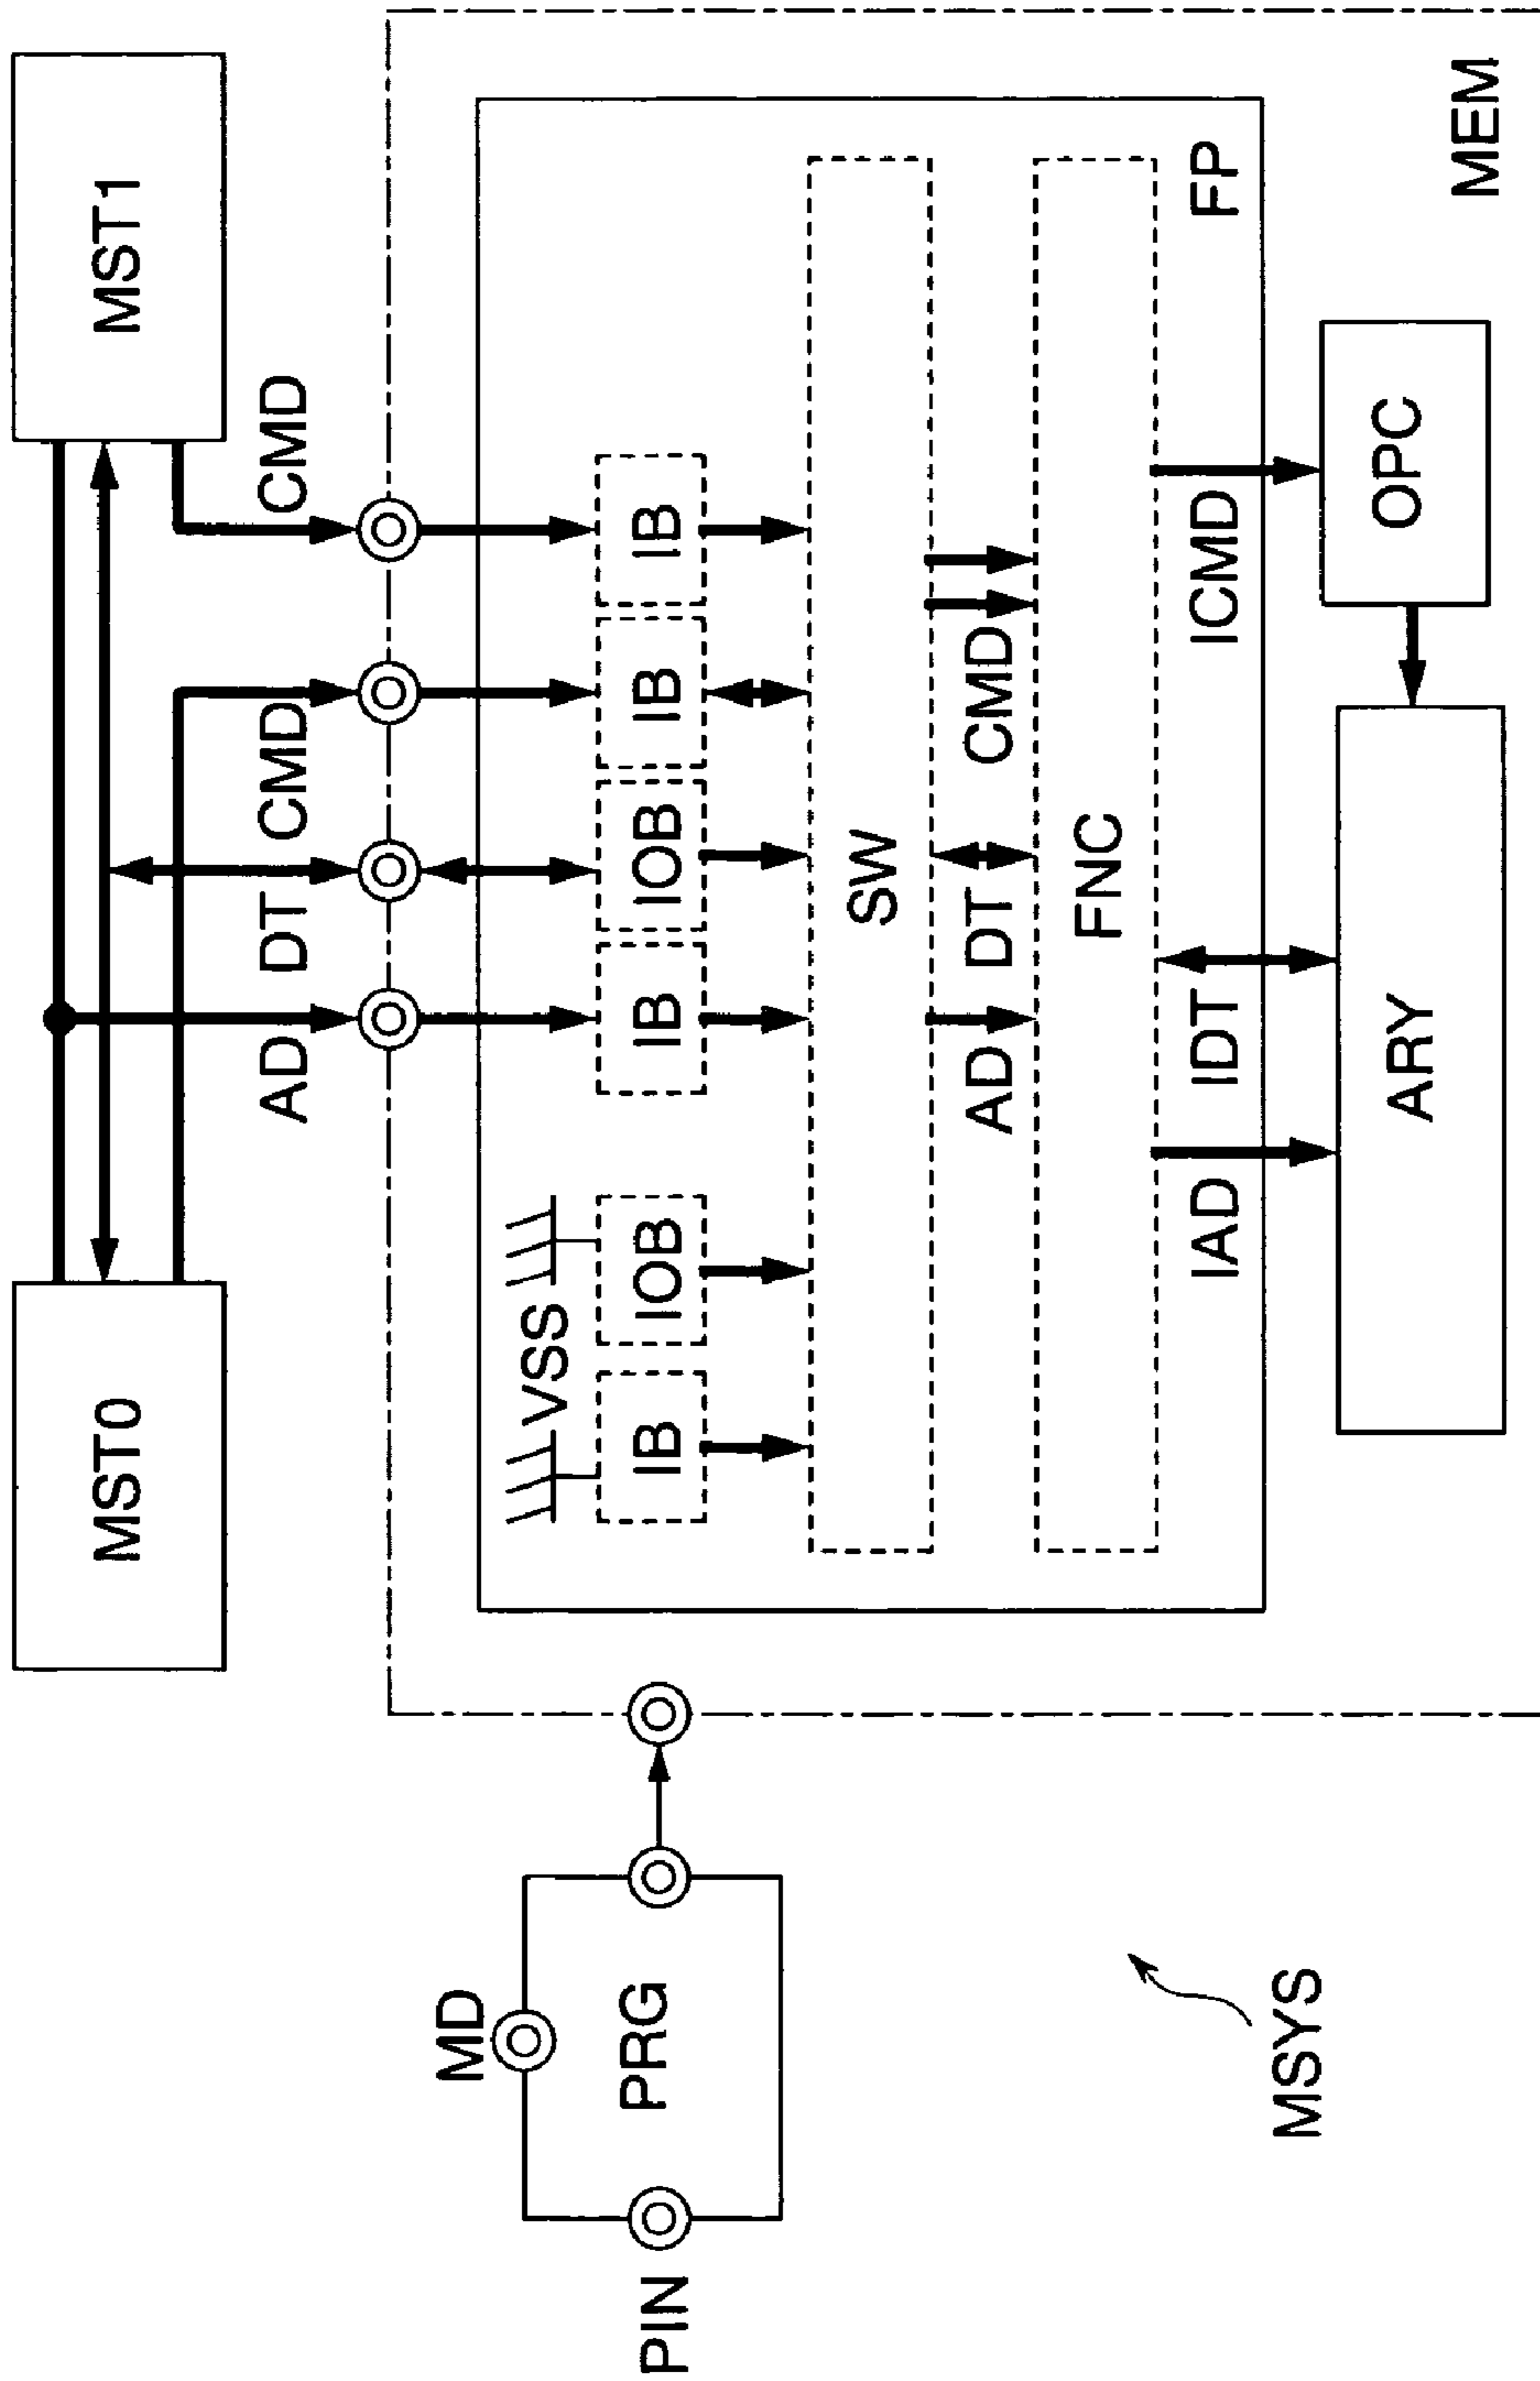 MST0
MST1
AD
DT
CMD
CMD
MD
PIN
PRG
VSS
IB
IOB
IB
IOB
IB
IB
SW
AD
DT
CMD
FNC
IAD
IDT
ICMD
FP
MSYS
ARY
OPC
MEM